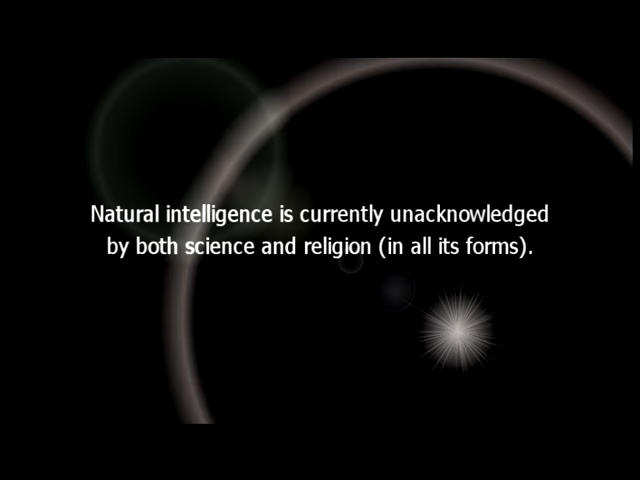 Natural intelligence is currently unacknowledged
by both science and religion (in all its forms).